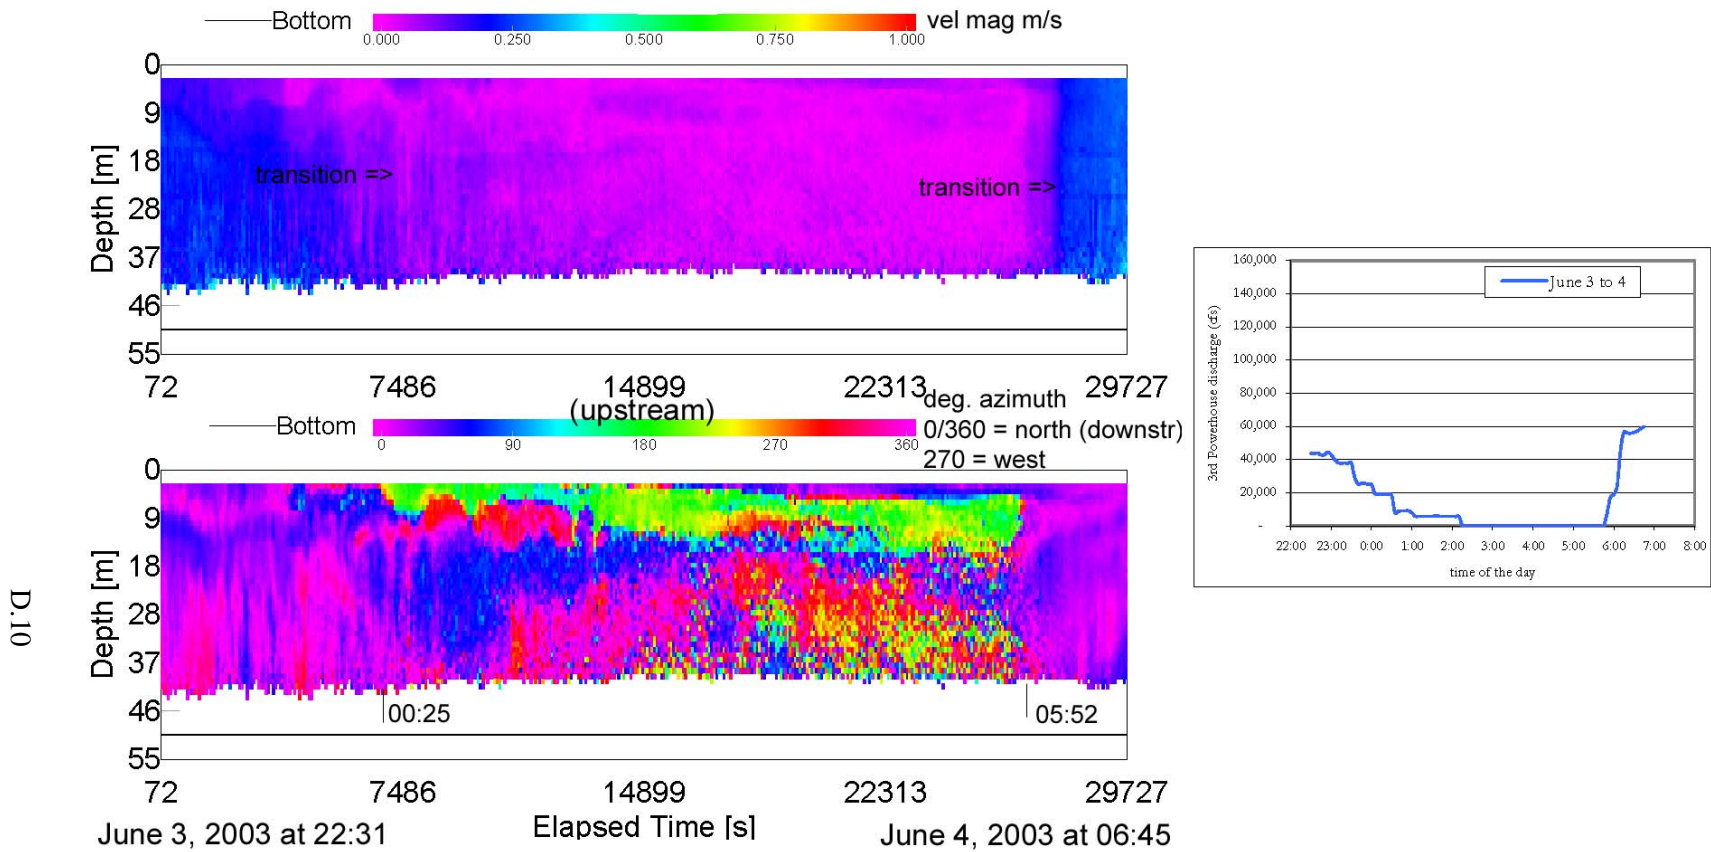 Bottom
vel mag m/s
0.000 0.250 0.500 0.750 1.000
0
9
18
28
37
46
55
Depth [m]
transition =>
transition =>
72 7486 14899 22313 29727
(upstream)
Bottom
0 90 180 270 360
deg. azimuth
0/360 = north (downstr)
270 = west
0
9
18
28
37
46
55
Depth [m]
00:25
05:52
72 7486 14899 22313 29727
Elapsed Time [s]
June 3, 2003 at 22:31
June 4, 2003 at 06:45
D.10
160,000
140,000
120,000
100,000
80,000
60,000
40,000
20,000
-
3rd Powerhouse discharge (cfs)
June 3 to 4
22:00 23:00 0:00 1:00 2:00 3:00 4:00 5:00 6:00 7:00 8:00
time of the day